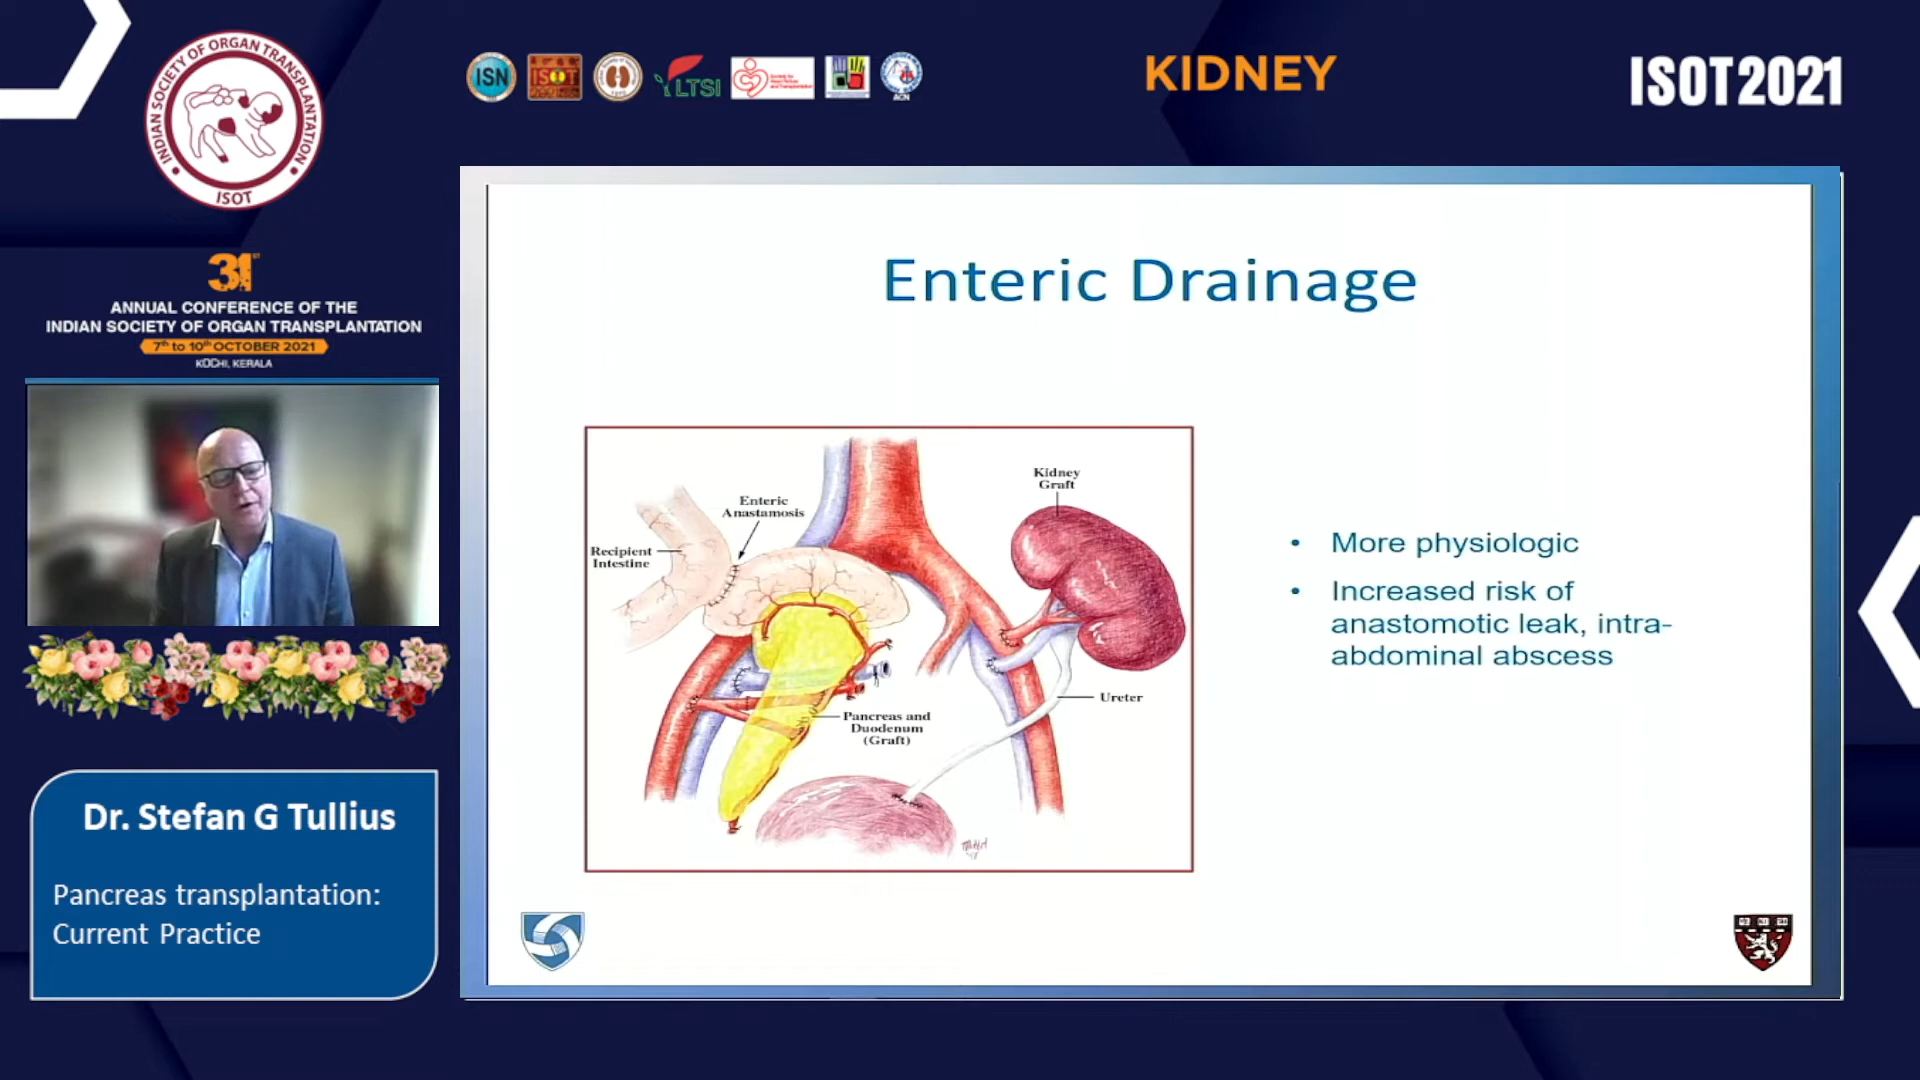 INDIAN SOCIETY OF ORGAN TRANSPLANTATION
ISOT
ISN
ISOT
LTSI
ACN
KIDNEY
ISOT2021
31ST
ANNUAL CONFERENCE OF THE
INDIAN SOCIETY OF ORGAN TRANSPLANTATION
7th to 10th OCTOBER 2021
KOCHI, KERALA
Enteric Drainage
Kidney
Graft
Enteric
Anastamosis
Recipient
Intestine
Ureter
Pancreas and
Duodenum
(Graft)
• More physiologic
• Increased risk of
anastomotic leak, intra-
abdominal abscess
Dr. Stefan G Tullius
Pancreas transplantation:
Current Practice